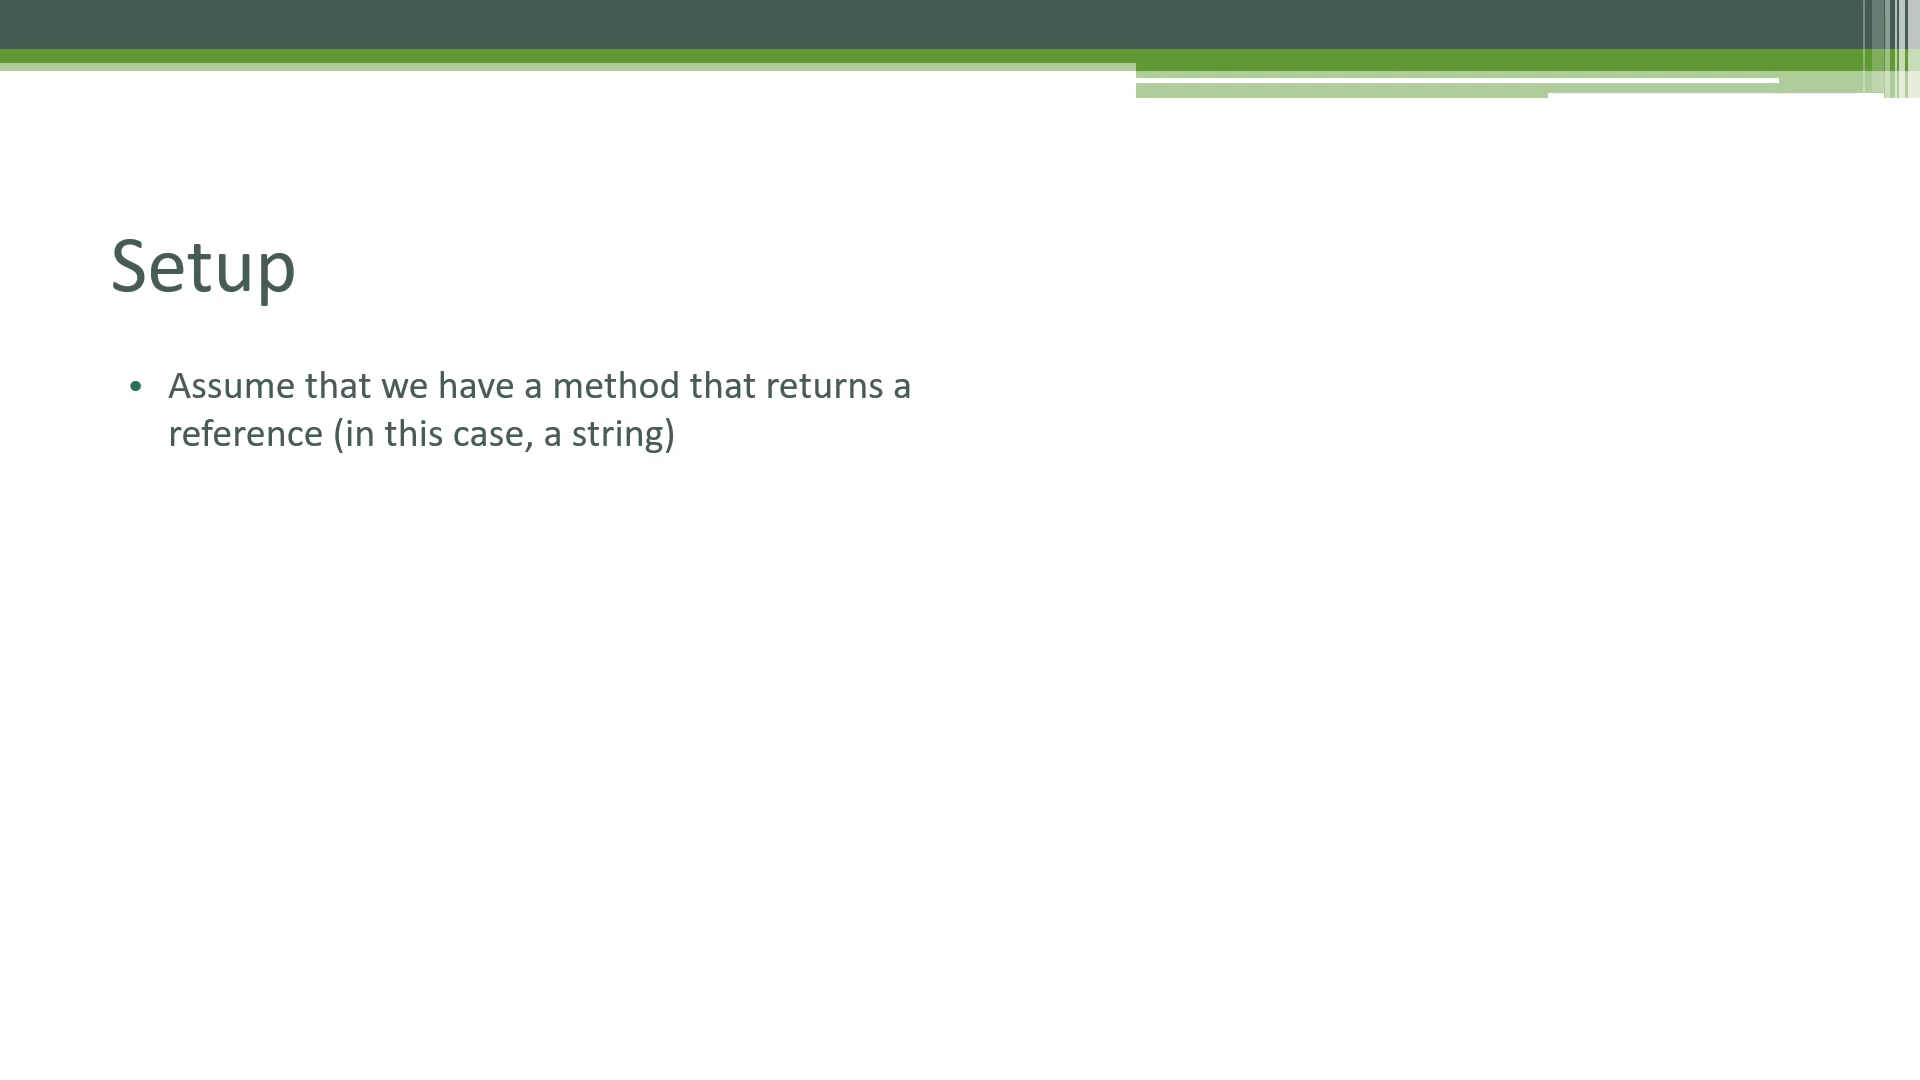 Setup
• Assume that we have a method that returns a
reference (in this case, a string)